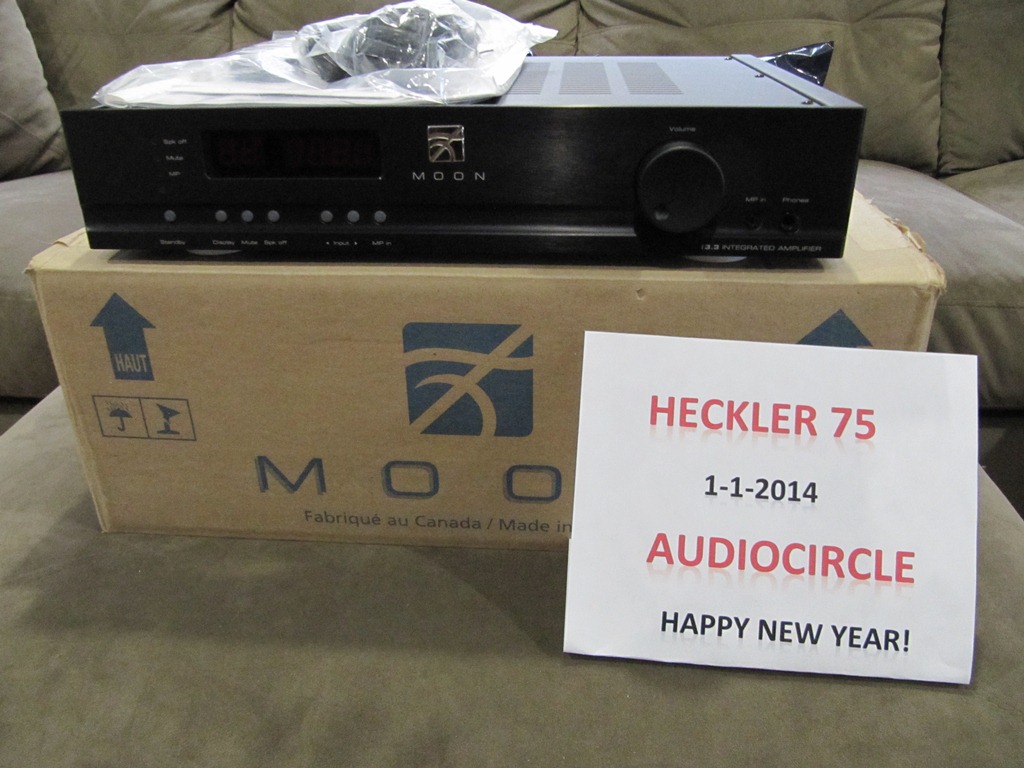 Spk off
Mute
MP
MOON
Volume
MP in
Phones
Standby
Display
Mute
Spk off
Input
MP in
i3.3 INTEGRATED AMPLIFIER
HAUT
MOO
Fabriqué au Canada / Made in
HECKLER 75
1-1-2014
AUDIOCIRCLE
HAPPY NEW YEAR!